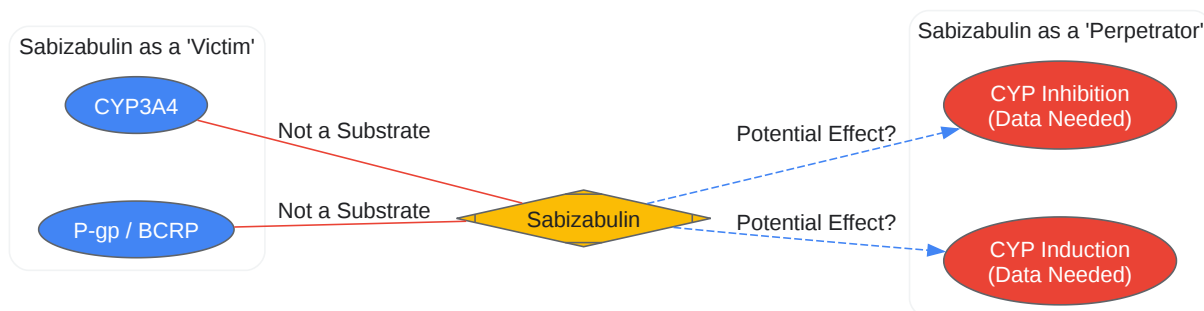 Sabizabulin as a 'Victim'
CYP3A4
Not a Substrate
P-gp / BCRP
Not a Substrate
Sabizabulin
Sabizabulin as a 'Perpetrator'
Potential Effect?
CYP Inhibition
(Data Needed)
Potential Effect?
CYP Induction
(Data Needed)